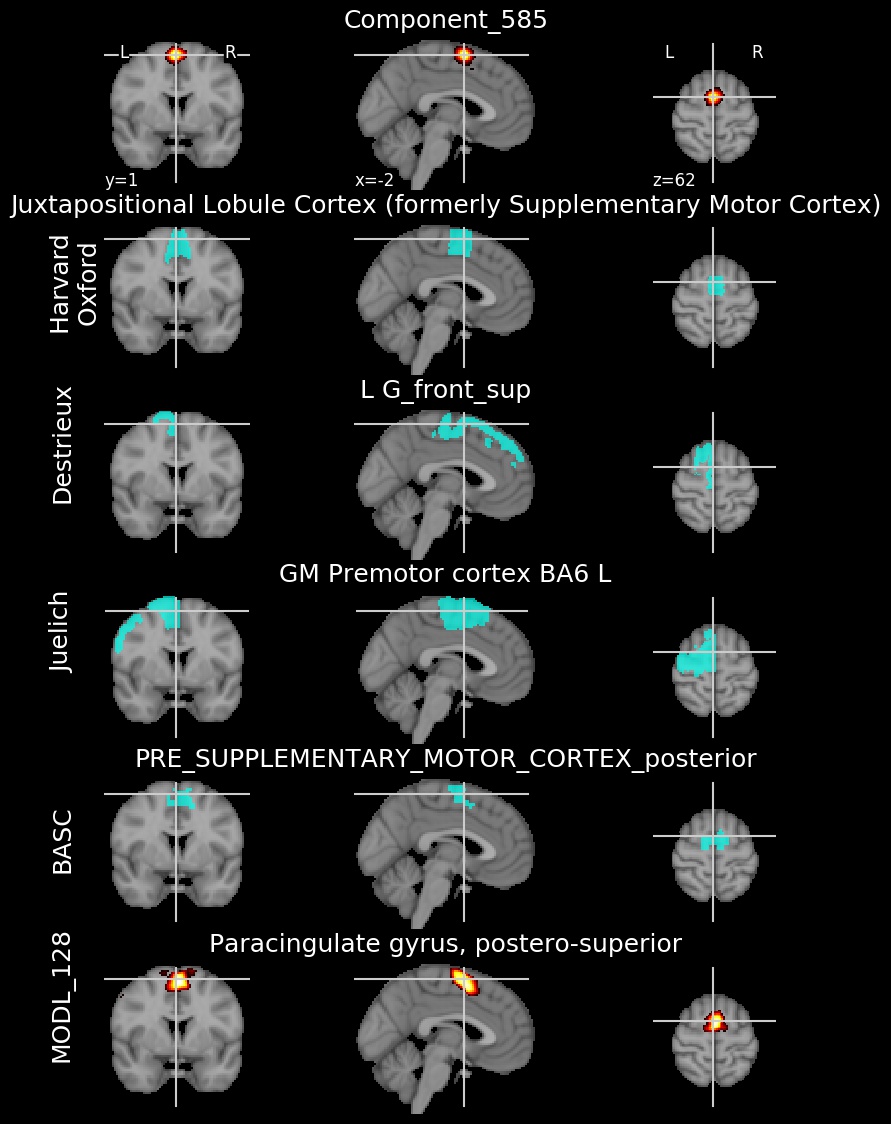 Component_585
L R
L R
y=1
x=-2
z=62
Juxtapositional Lobule Cortex (formerly Supplementary Motor Cortex)
Harvard
Oxford
L G_front_sup
Destrieux
GM Premotor cortex BA6 L
Juelich
PRE_SUPPLEMENTARY_MOTOR_CORTEX_posterior
BASC
Paracingulate gyrus, postero-superior
MODL_128